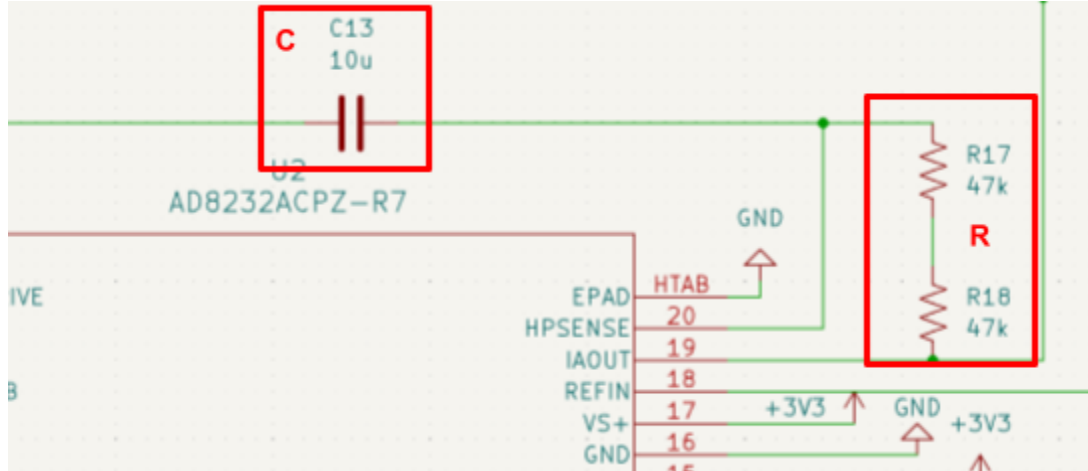 C
C13
10u
U2
AD8232ACPZ-R7
R17
47k
R
R18
47k
GND
IVE
EPAD
HTAB
HPSENSE
20
IAOUT
19
REFIN
18
VS+
17
+3V3
GND
+3V3
GND
16